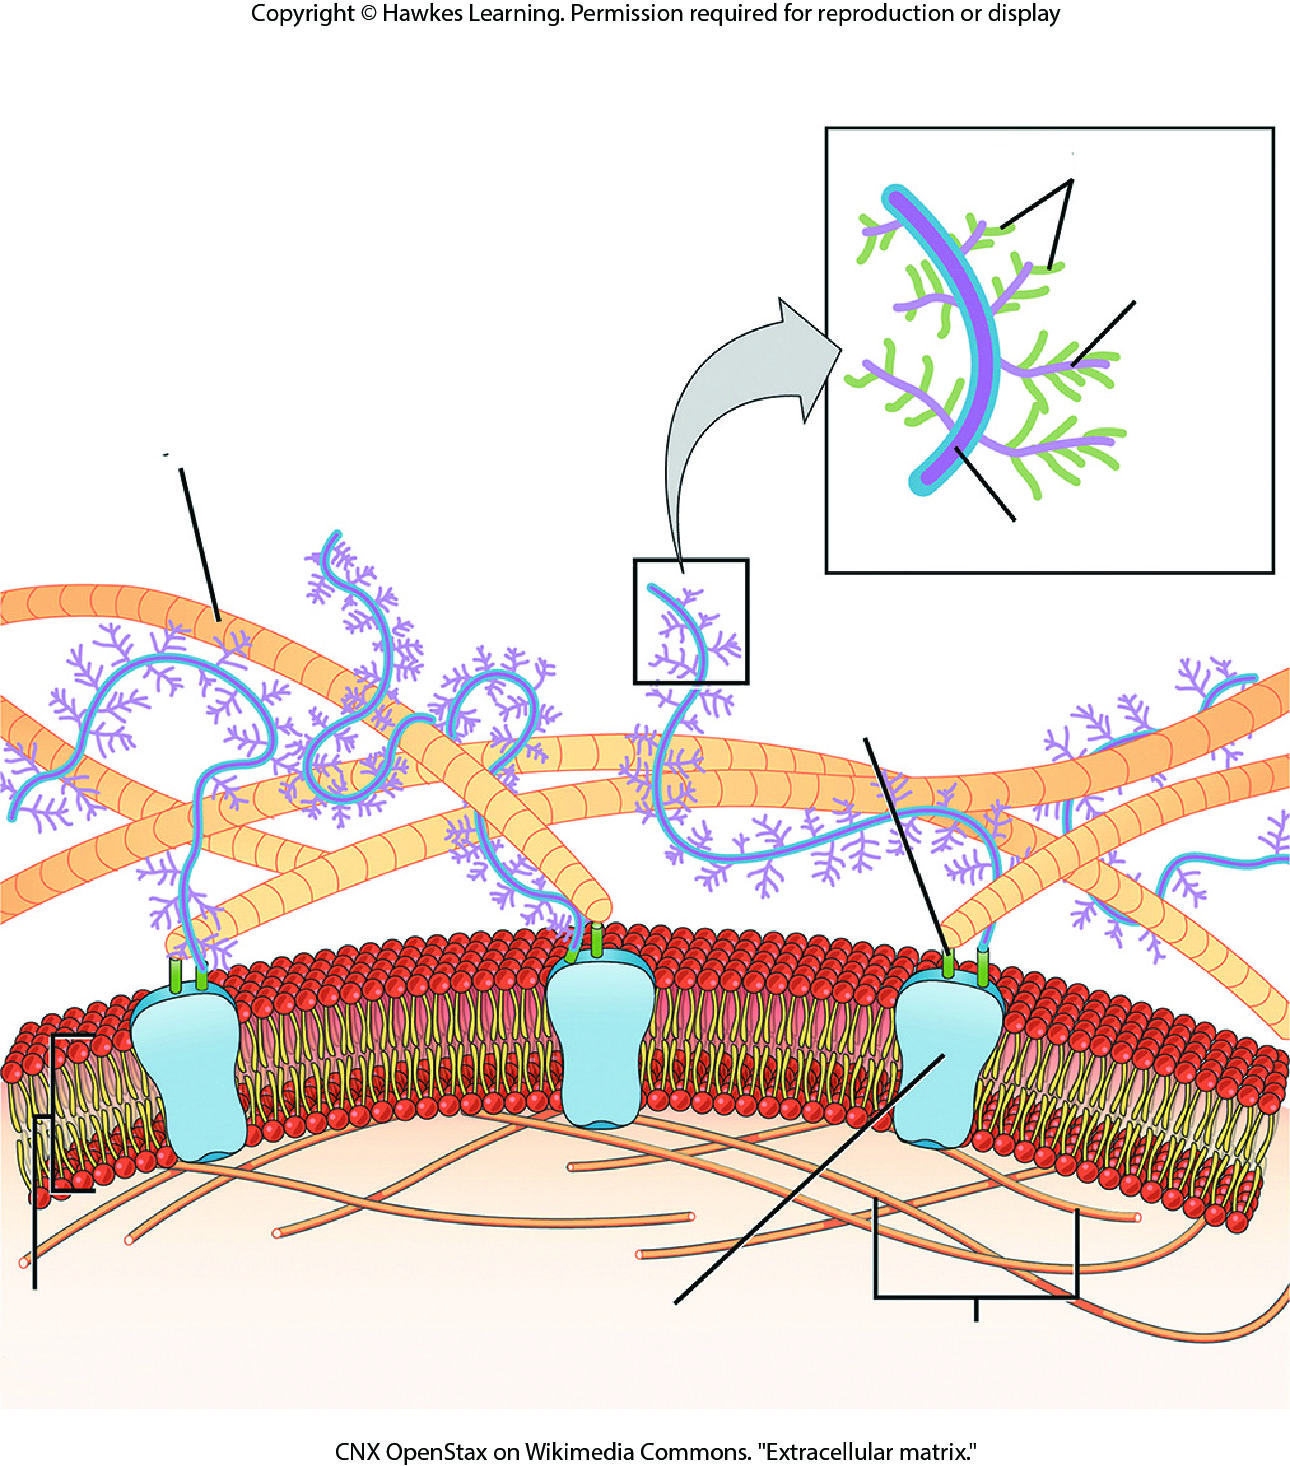 Copyright © Hawkes Learning. Permission required for reproduction or display
CNX OpenStax on Wikimedia Commons. "Extracellular matrix."